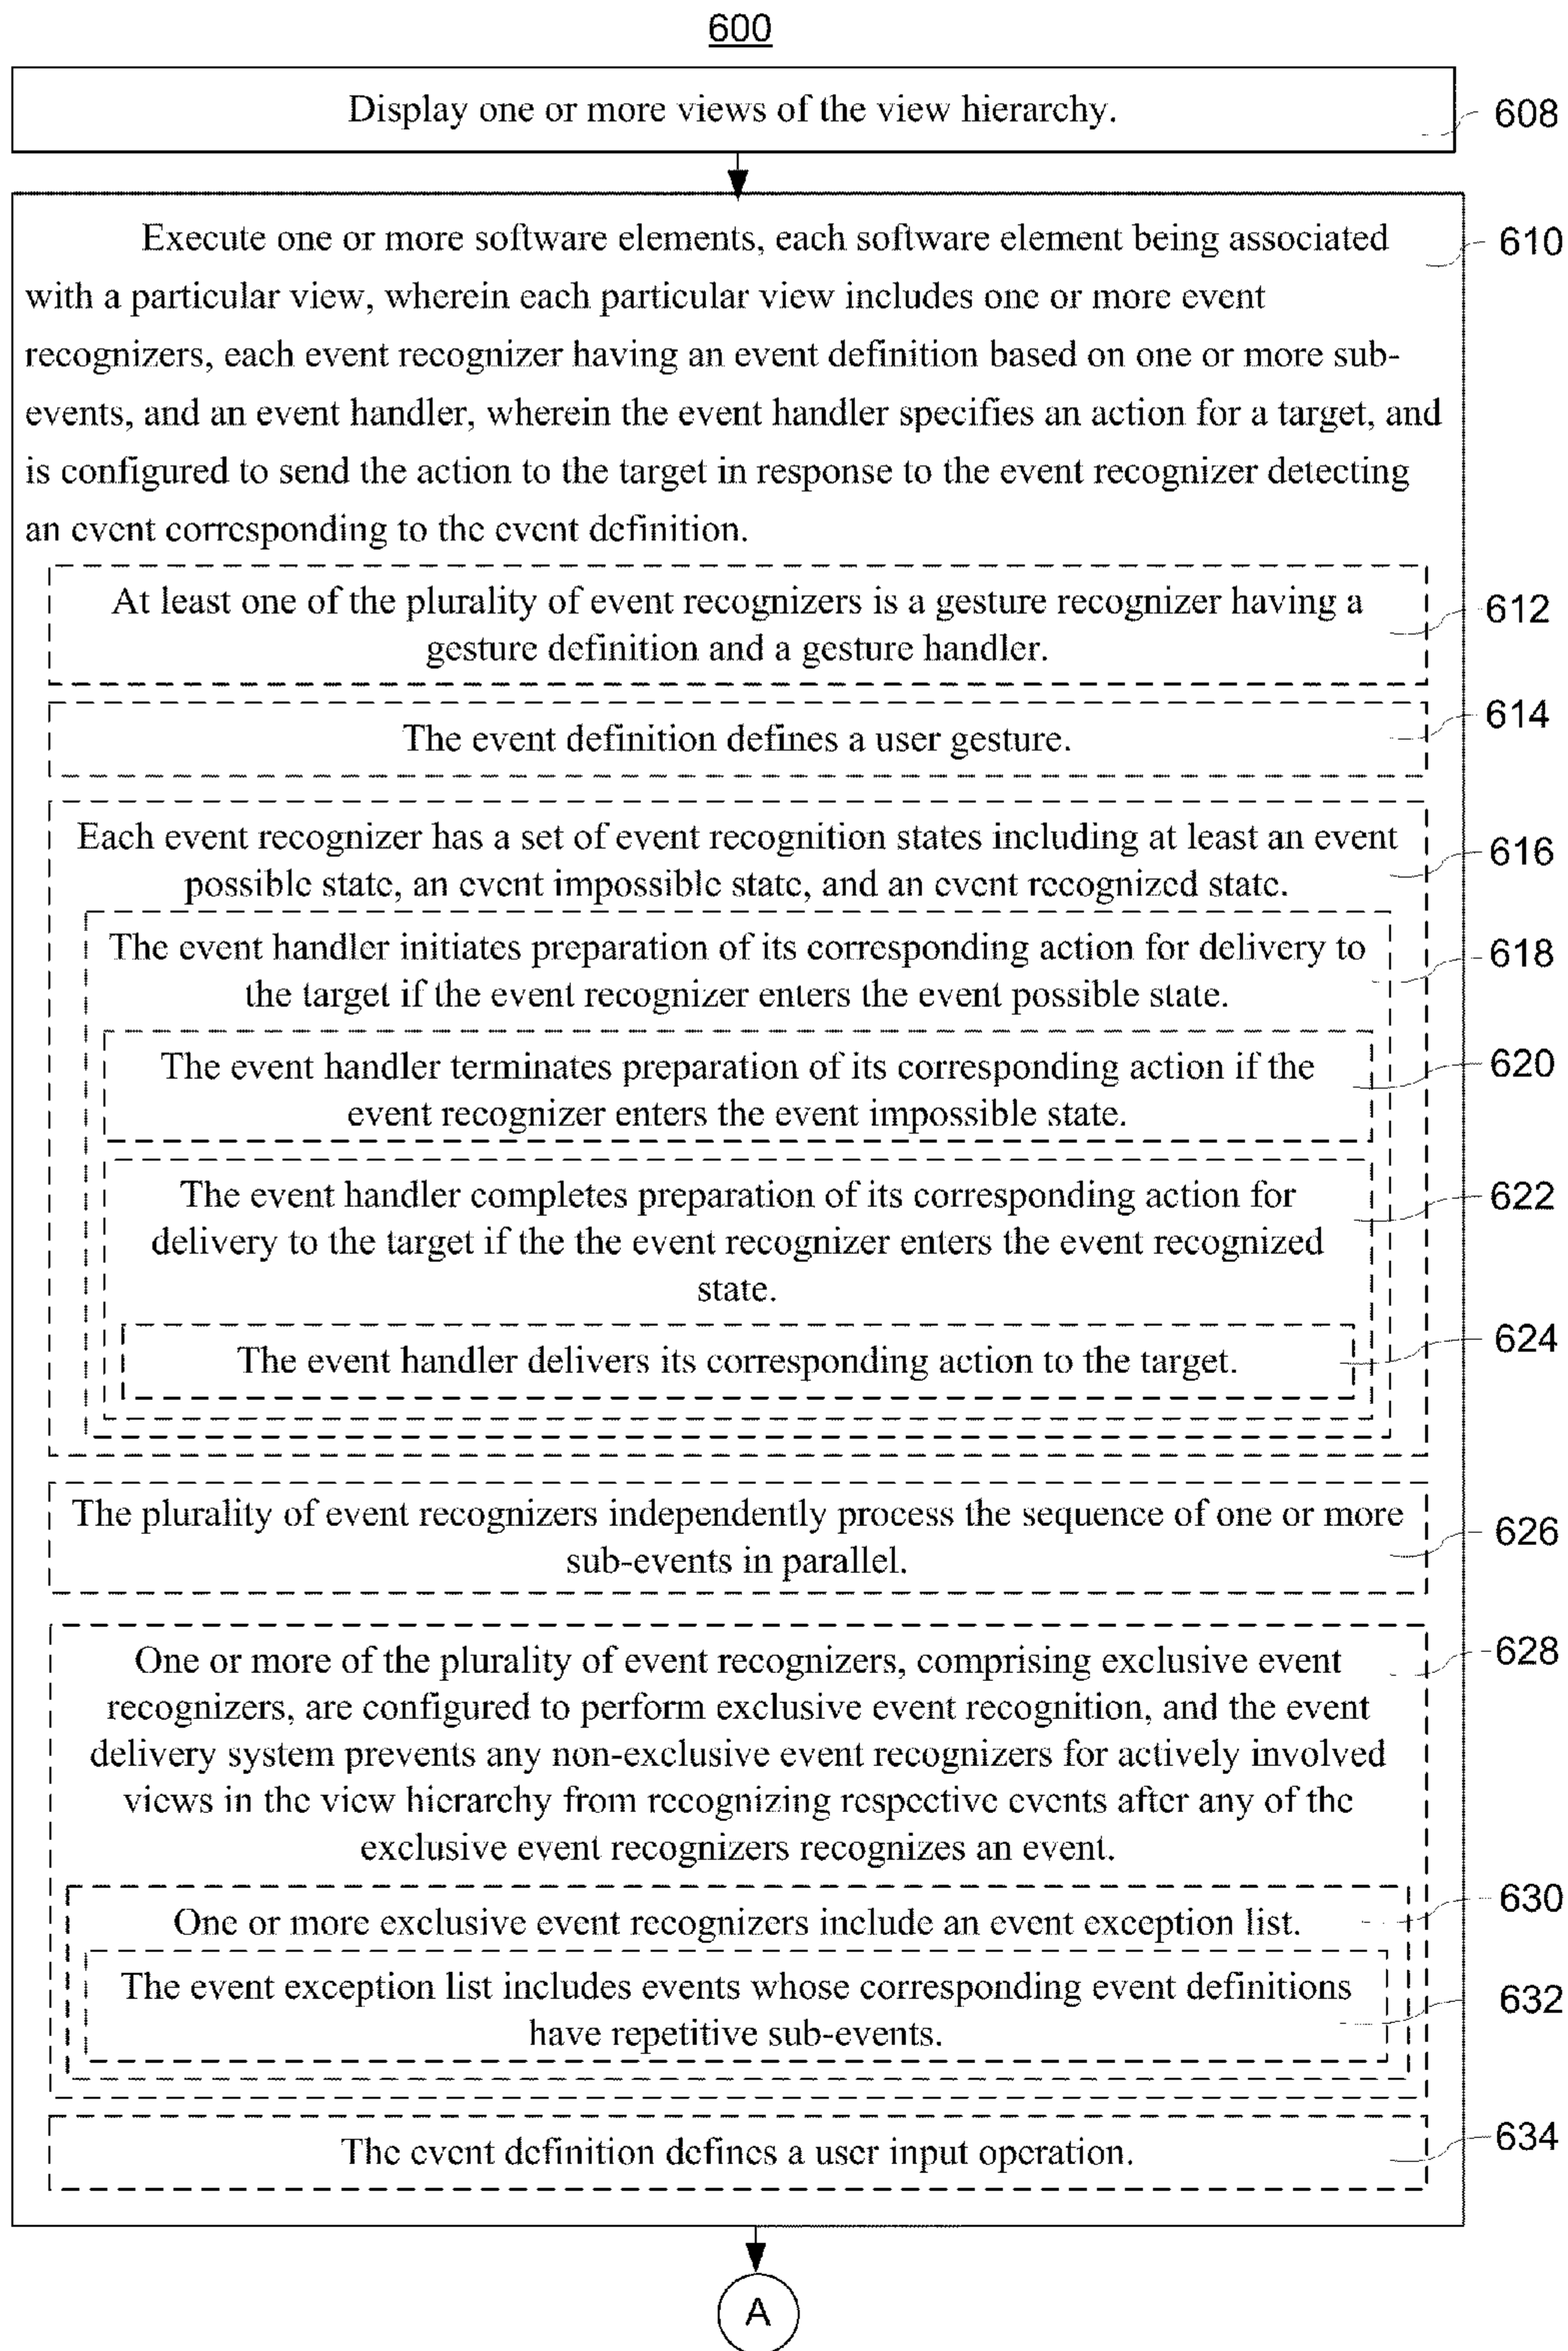 600
Display one or more views of the view hierarchy.
608
Execute one or more software elements, each software element being associated
610
with a particular view, wherein each particular view includes one or more event
recognizers, each event recognizer having an event definition based on one or more sub-
events, and an event handler, wherein the event handler specifies an action for a target, and
is configured to send the action to the target in response to the event recognizer detecting
an event corresponding to the event definition.
At least one of the plurality of event recognizers is a gesture recognizer having a
612
gesture definition and a gesture handler.
614
The event definition defines a user gesture.
Each event recognizer has a set of event recognition states including at least an event
616
possible state, an event impossible state, and an event recognized state.
The event handler initiates preparation of its corresponding action for delivery to
618
the target if the event recognizer enters the event possible state.
The event handler terminates preparation of its corresponding action if the
620
event recognizer enters the event impossible state.
The event handler completes preparation of its corresponding action for
622
delivery to the target if the the event recognizer enters the event recognized
state.
The event handler delivers its corresponding action to the target.
624
The plurality of event recognizers independently process the sequence of one or more
626
sub-events in parallel.
One or more of the plurality of event recognizers, comprising exclusive event
628
recognizers, are configured to perform exclusive event recognition, and the event
delivery system prevents any non-exclusive event recognizers for actively involved
views in the view hierarchy from recognizing respective events after any of the
exclusive event recognizers recognizes an event.
630
One or more exclusive event recognizers include an event exception list.
The event exception list includes events whose corresponding event definitions
632
have repetitive sub-events.
The event definition defines a user input operation.
634
A